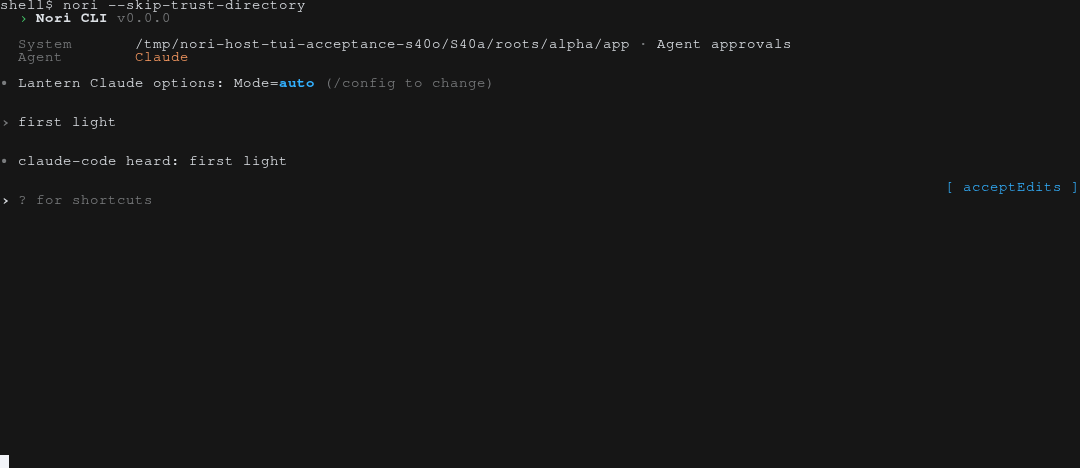 shell$ nori --skip-trust-directory
› Nori CLI v0.0.0
System /tmp/nori-host-tui-acceptance-s40o/S40a/roots/alpha/app · Agent approvals
Agent Claude
• Lantern Claude options: Mode=auto (/config to change)
› first light
• claude-code heard: first light
[ acceptEdits ]
› ? for shortcuts